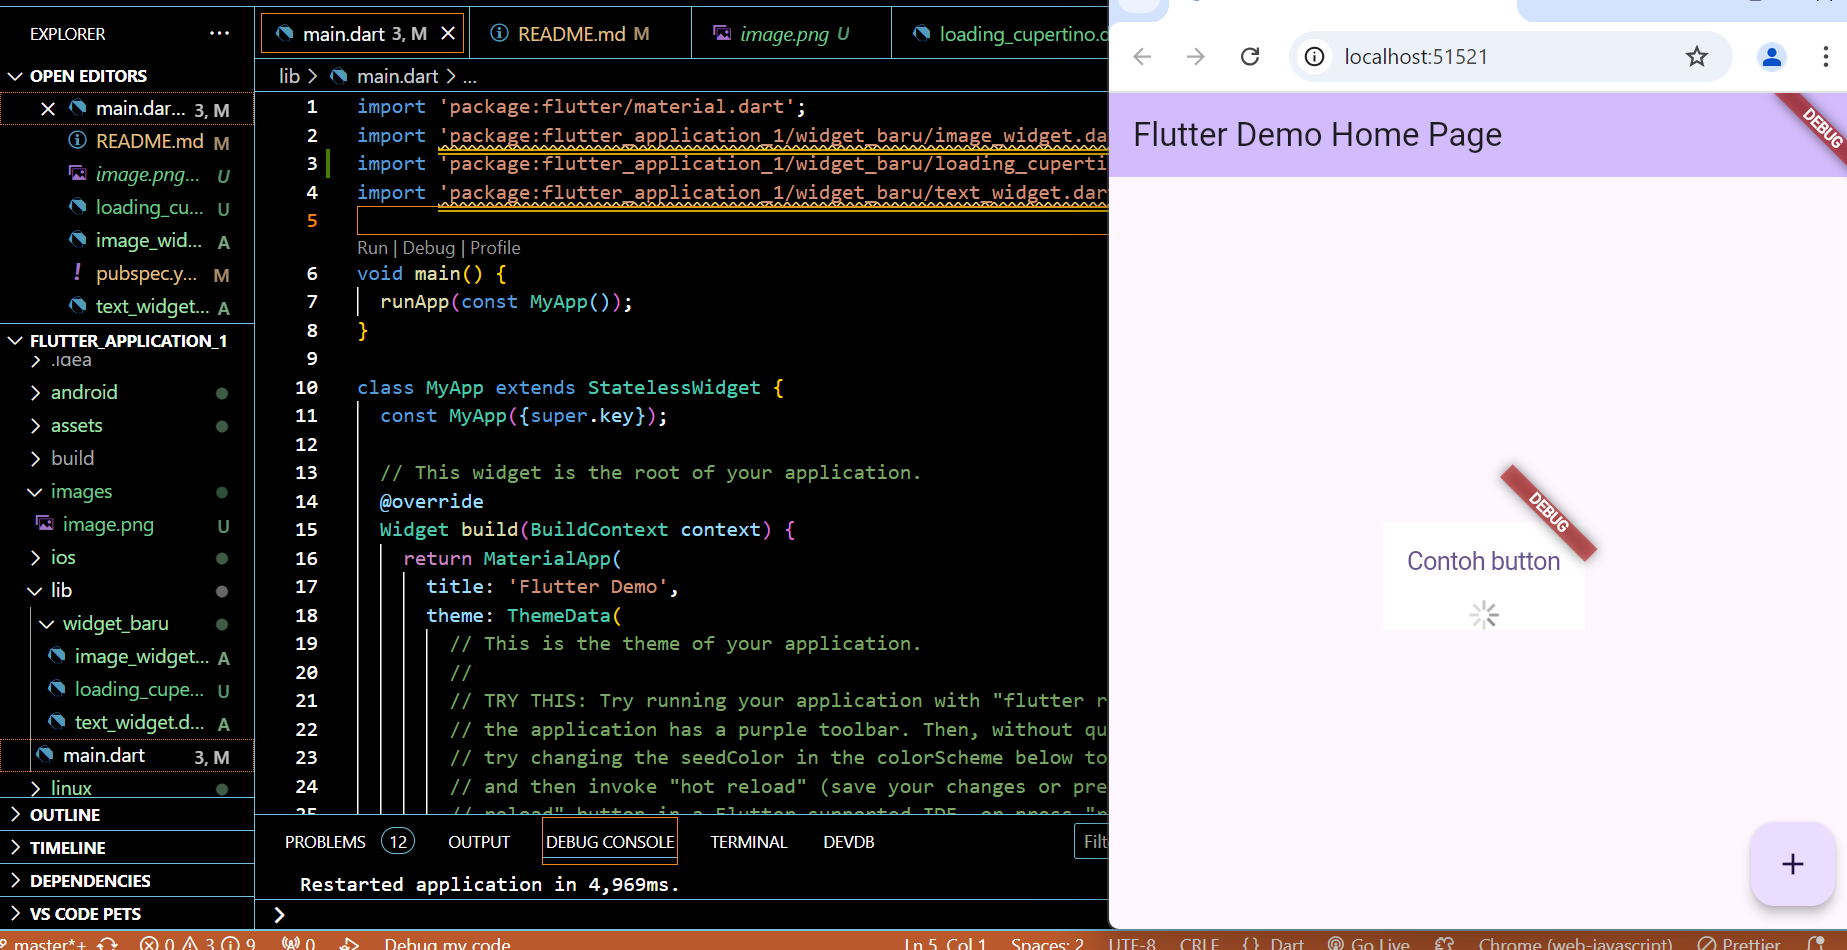 EXPLORER ...
OPEN EDITORS
main.dar... 3, M
README.md M
image.png... U
loading_cu... U
image_wid... A
pubspec.y... M
text_widget... A
FLUTTER_APPLICATION_1
.idea
android
assets
build
images
image.png U
ios
lib
widget_baru
image_widget... A
loading_cupe... U
text_widget.d... A
main.dart 3, M
linux
OUTLINE
TIMELINE
DEPENDENCIES
VS CODE PETS
main.dart 3, M
README.md M
image.png U
loading_cupertino.d
lib > main.dart > ...
1 import 'package:flutter/material.dart';
2 import 'package:flutter_application_1/widget_baru/image_widget.da
3 import 'package:flutter_application_1/widget_baru/loading_cuperti
4 import 'package:flutter_application_1/widget_baru/text_widget.dar
5
Run | Debug | Profile
6 void main() {
7 runApp(const MyApp());
8 }
9
10 class MyApp extends StatelessWidget {
11 const MyApp({super.key});
12
13 // This widget is the root of your application.
14 @override
15 Widget build(BuildContext context) {
16 return MaterialApp(
17 title: 'Flutter Demo',
18 theme: ThemeData(
19 // This is the theme of your application.
20 //
21 // TRY THIS: Try running your application with "flutter r
22 // the application has a purple toolbar. Then, without qu
23 // try changing the seedColor in the colorScheme below to
24 // and then invoke "hot reload" (save your changes or pre
25 // reload" button in a Flutter-supported IDE, or press "r
PROBLEMS 12 OUTPUT DEBUG CONSOLE TERMINAL DEVDB Filt
Restarted application in 4,969ms.
>
master*+ 0 3 9 0 Debug my code Ln 5, Col 1 Spaces: 2 UTF-8 CRLF {} Dart Go Live Chrome (web-javascript) Prettier
localhost:51521
Flutter Demo Home Page
DEBUG
DEBUG
Contoh button
+